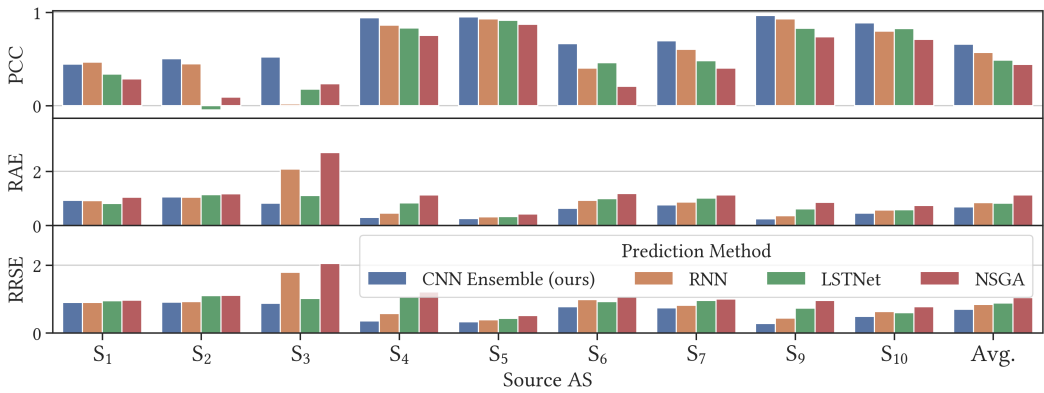 PCC
1
0
RAE
2
0
RRSE
2
0
Prediction Method
CNN Ensemble (ours) RNN LSTNet NSGA
S₁ S₂ S₃ S₄ S₅ S₆ S₇ S₉ S₁₀ Avg.
Source AS